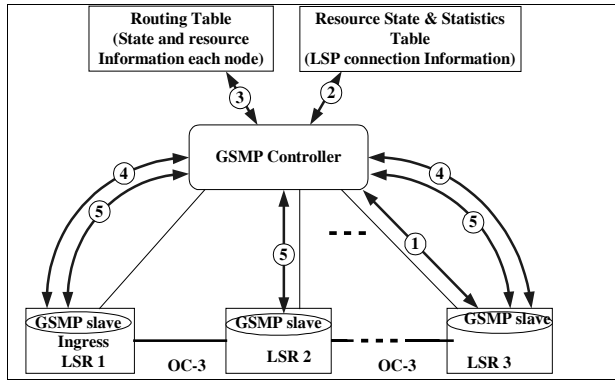 Routing Table
(State and resource
Information each node)
Resource State & Statistics
Table
(LSP connection Information)
3
2
GSMP Controller
4
5
5
1
4
5
GSMP slave
Ingress
LSR 1
OC-3
GSMP slave
LSR 2
OC-3
GSMP slave
LSR 3